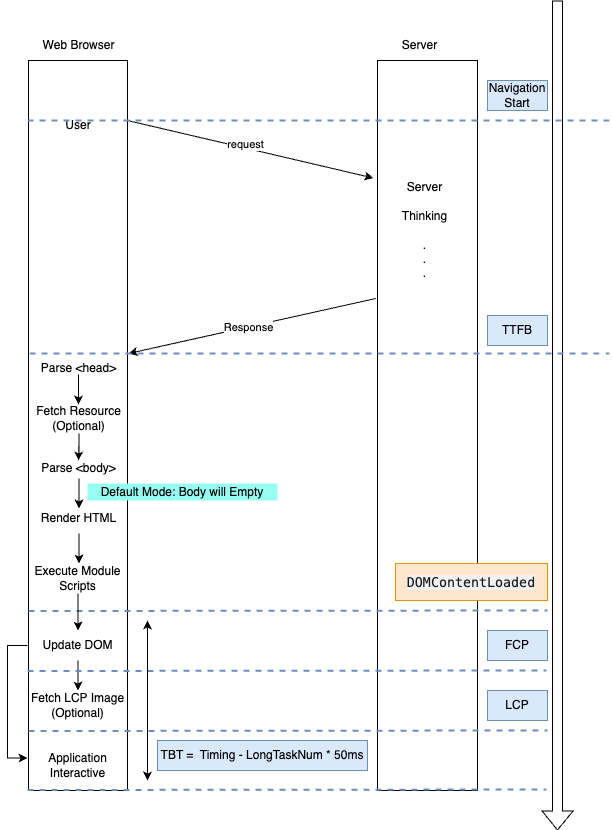 Web Browser
Server
Navigation
Start
User
request
Server
Thinking
.
.
.
TTFB
Response
Parse <head>
Fetch Resource
(Optional)
Parse <body>
Default Mode: Body will Empty
Render HTML
Execute Module
Scripts
DOMContentLoaded
Update DOM
FCP
Fetch LCP Image
(Optional)
LCP
Application
Interactive
TBT = Timing - LongTaskNum * 50ms